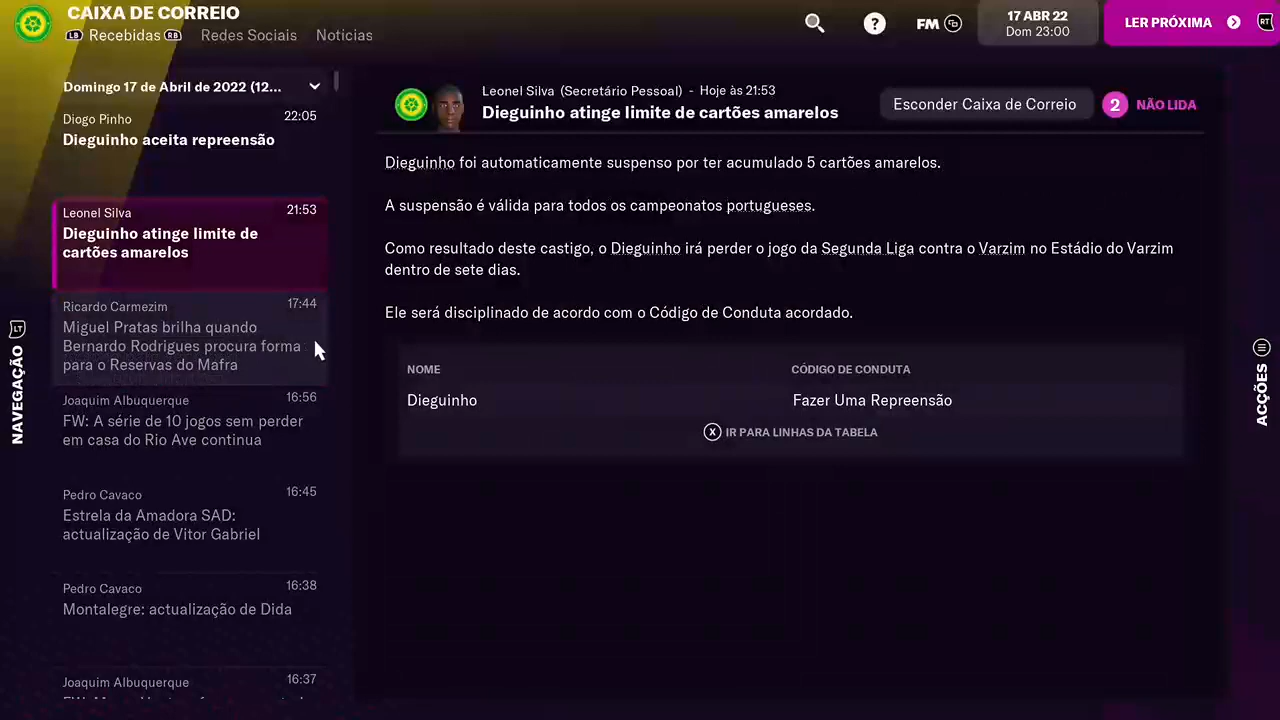 CAIXA DE CORREIO
LB Recebidas RB Redes Sociais Notícias
? FM 17 ABR 22
Dom 23:00
LER PRÓXIMA RT
Domingo 17 de Abril de 2022 (12...
Diogo Pinho 22:05
Dieguinho aceita repreensão
Leonel Silva 21:53
Dieguinho atinge limite de
cartões amarelos
Ricardo Carmezim 17:44
Miguel Pratas brilha quando
Bernardo Rodrigues procura forma
para o Reservas do Mafra
Joaquim Albuquerque 16:56
FW: A série de 10 jogos sem perder
em casa do Rio Ave continua
Pedro Cavaco 16:45
Estrela da Amadora SAD:
actualização de Vitor Gabriel
Pedro Cavaco 16:38
Montalegre: actualização de Dida
Joaquim Albuquerque 16:37
LT NAVEGAÇÃO
Leonel Silva (Secretário Pessoal) - Hoje às 21:53
Dieguinho atinge limite de cartões amarelos
Esconder Caixa de Correio 2 NÃO LIDA
Dieguinho foi automaticamente suspenso por ter acumulado 5 cartões amarelos.
A suspensão é válida para todos os campeonatos portugueses.
Como resultado deste castigo, o Dieguinho irá perder o jogo da Segunda Liga contra o Varzim no Estádio do Varzim
dentro de sete dias.
Ele será disciplinado de acordo com o Código de Conduta acordado.
NOME CÓDIGO DE CONDUTA
Dieguinho Fazer Uma Repreensão
X IR PARA LINHAS DA TABELA
ACÇÕES